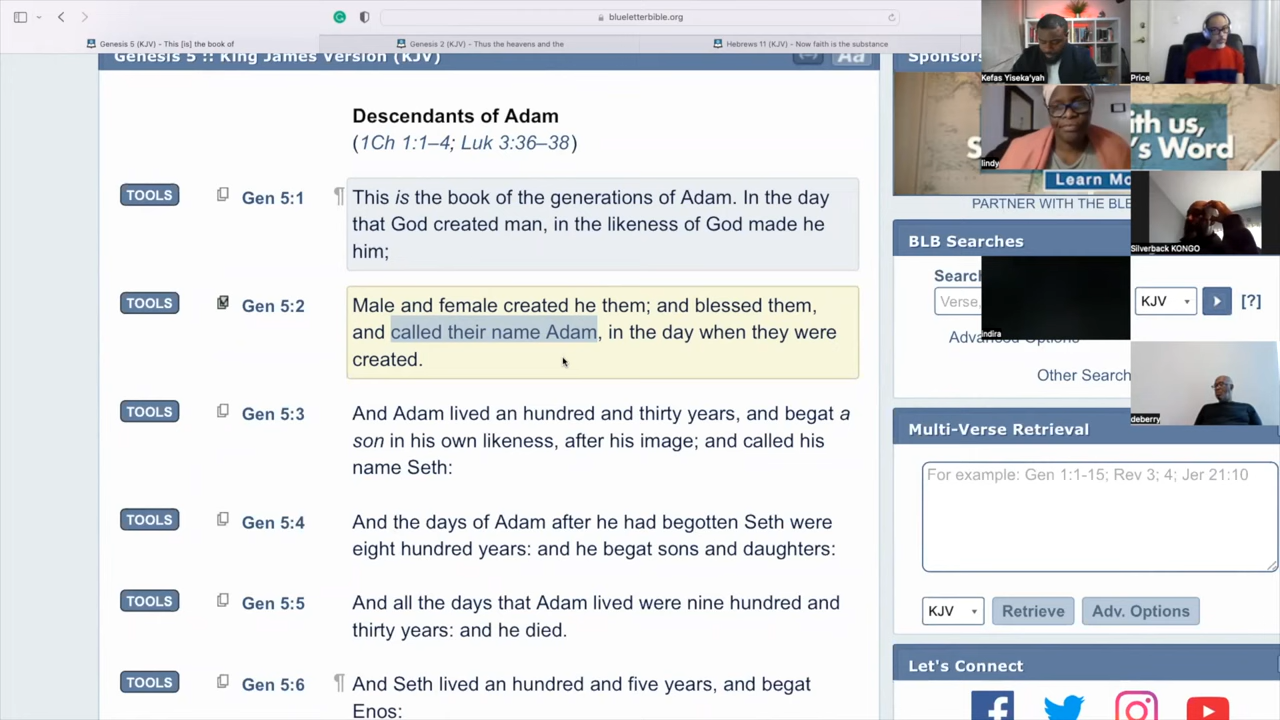 blueletterbible.org
Genesis 5 (KJV) - This [is] the book of
Genesis 2 (KJV) - Thus the heavens and the
Hebrews 11 (KJV) - Now faith is the substance
Genesis 5 :: King James Version (KJV)
Aa
Descendants of Adam
(1Ch 1:1–4; Luk 3:36–38)
TOOLS
Gen 5:1
¶
This is the book of the generations of Adam. In the day
that God created man, in the likeness of God made he
him;
TOOLS
Gen 5:2
Male and female created he them; and blessed them,
and called their name Adam, in the day when they were
created.
TOOLS
Gen 5:3
And Adam lived an hundred and thirty years, and begat a
son in his own likeness, after his image; and called his
name Seth:
TOOLS
Gen 5:4
And the days of Adam after he had begotten Seth were
eight hundred years: and he begat sons and daughters:
TOOLS
Gen 5:5
And all the days that Adam lived were nine hundred and
thirty years: and he died.
TOOLS
Gen 5:6
¶
And Seth lived an hundred and five years, and begat
Enos:
Sponsors
Kefas Yiseka'yah
Price
lindy
ith us,
's Word
Learn Mo
PARTNER WITH THE BLE
Silverback KONGO
BLB Searches
Search
Verse,
KJV
[?]
indira
Advanced Options
Other Search
deberry
Multi-Verse Retrieval
For example: Gen 1:1-15; Rev 3; 4; Jer 21:10
KJV
Retrieve
Adv. Options
Let's Connect